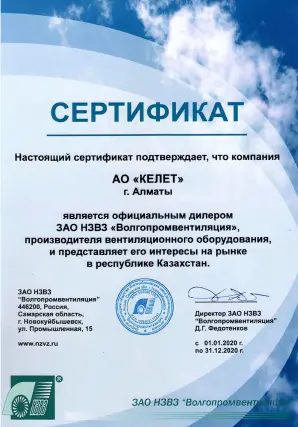 СЕРТИФИКАТ
Настоящий сертификат подтверждает, что компания
АО «КЕЛЕТ»
г. Алматы
является официальным дилером
ЗАО НЗВЗ «Волгопромвентиляция»,
производителя вентиляционного оборудования,
и представляет его интересы на рынке
в республике Казахстан.
ЗАО НЗВЗ
"Волгопромвентиляция"
446200, Россия,
Самарская область,
г. Новокуйбышевск,
ул. Промышленная, 15
www.nzvz.ru
Директор ЗАО НЗВЗ
"Волгопромвентиляция"
Д.Г. Федотенков
с 01.01.2020 г.
по 31.12.2020 г.
®
ЗАО НЗВЗ "Волгопромвентиляция"